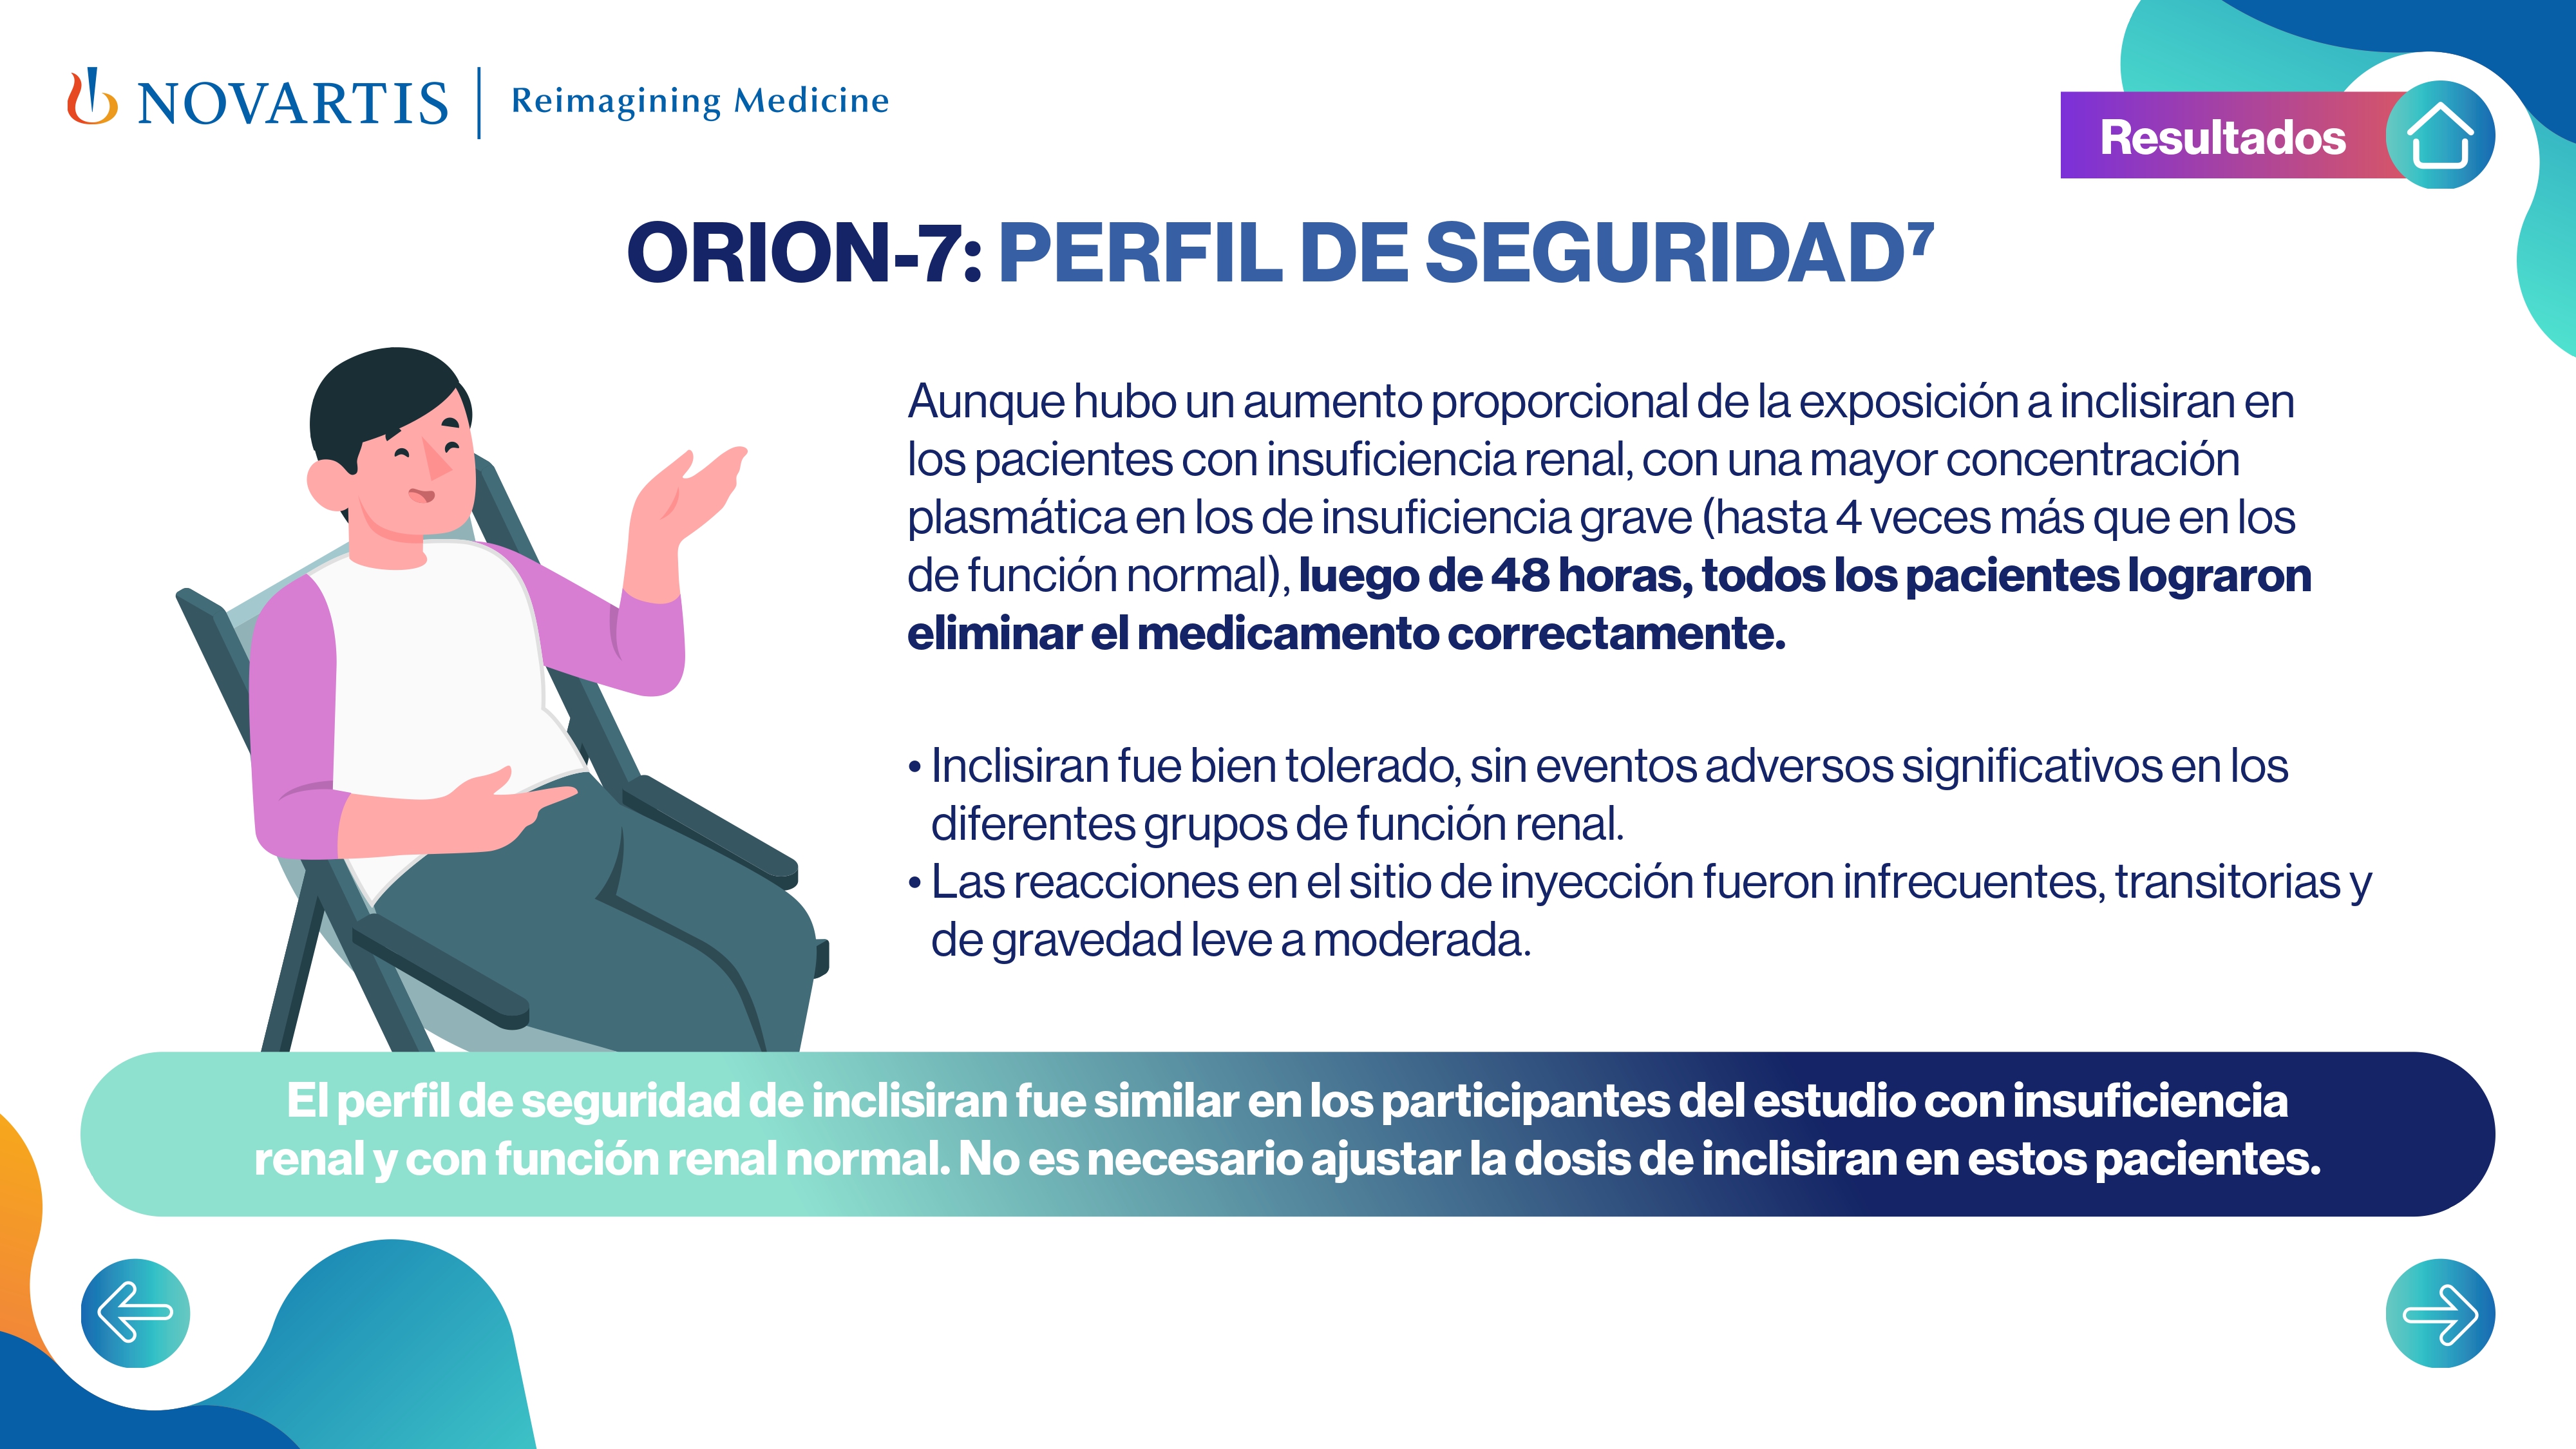 NOVARTIS | Reimagining Medicine
Resultados
ORION-7: PERFIL DE SEGURIDAD⁷
Aunque hubo un aumento proporcional de la exposición a inclisiran en
los pacientes con insuficiencia renal, con una mayor concentración
plasmática en los de insuficiencia grave (hasta 4 veces más que en los
de función normal), luego de 48 horas, todos los pacientes lograron
eliminar el medicamento correctamente.
• Inclisiran fue bien tolerado, sin eventos adversos significativos en los
diferentes grupos de función renal.
• Las reacciones en el sitio de inyección fueron infrecuentes, transitorias y
de gravedad leve a moderada.
El perfil de seguridad de inclisiran fue similar en los participantes del estudio con insuficiencia
renal y con función renal normal. No es necesario ajustar la dosis de inclisiran en estos pacientes.